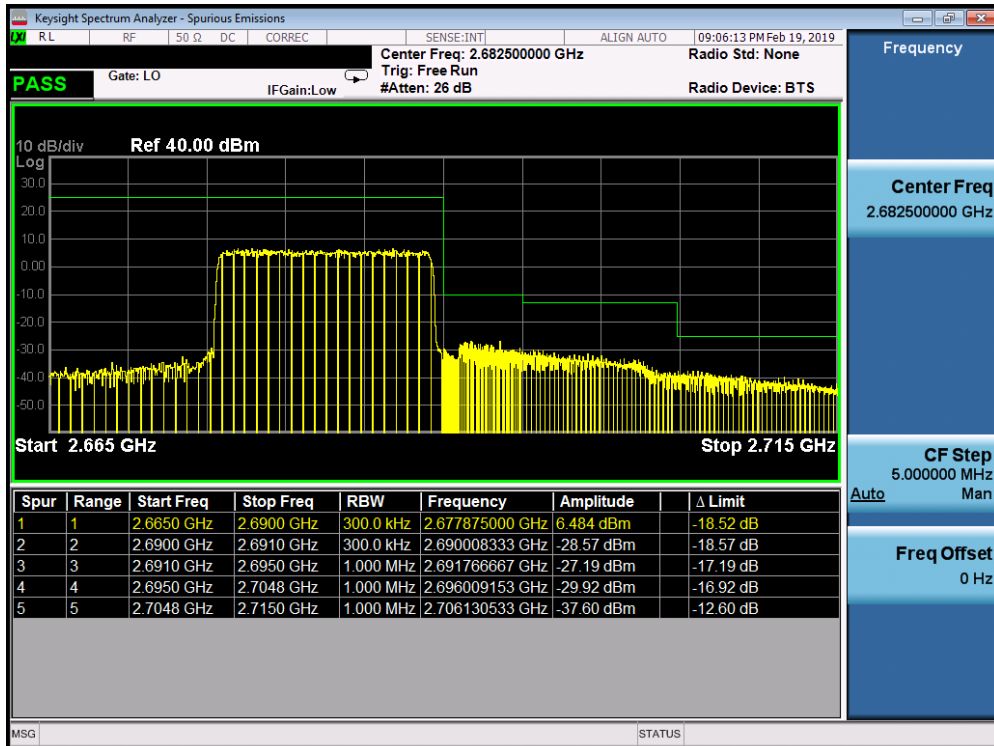 Keysight Spectrum Analyzer - Spurious Emissions
LXI RL RF 50 Ω DC CORREC SENSE:INT ALIGN AUTO 09:06:13 PM Feb 19, 2019
PASS
Gate: LO
IFGain:Low
Center Freq: 2.682500000 GHz
Trig: Free Run
#Atten: 26 dB
Radio Std: None
Radio Device: BTS
10 dB/div Ref 40.00 dBm
Log
30.0
20.0
10.0
0.00
-10.0
-20.0
-30.0
-40.0
-50.0
Start 2.665 GHz Stop 2.715 GHz
Spur Range Start Freq Stop Freq RBW Frequency Amplitude Δ Limit
1 1 2.6650 GHz 2.6900 GHz 300.0 kHz 2.677875000 GHz 6.484 dBm -18.52 dB
2 2 2.6900 GHz 2.6910 GHz 300.0 kHz 2.690008333 GHz -28.57 dBm -18.57 dB
3 3 2.6910 GHz 2.6950 GHz 1.000 MHz 2.691766667 GHz -27.19 dBm -17.19 dB
4 4 2.6950 GHz 2.7048 GHz 1.000 MHz 2.696009153 GHz -29.92 dBm -16.92 dB
5 5 2.7048 GHz 2.7150 GHz 1.000 MHz 2.706130533 GHz -37.60 dBm -12.60 dB
MSG STATUS
Frequency
Center Freq
2.682500000 GHz
CF Step
5.000000 MHz
Auto Man
Freq Offset
0 Hz